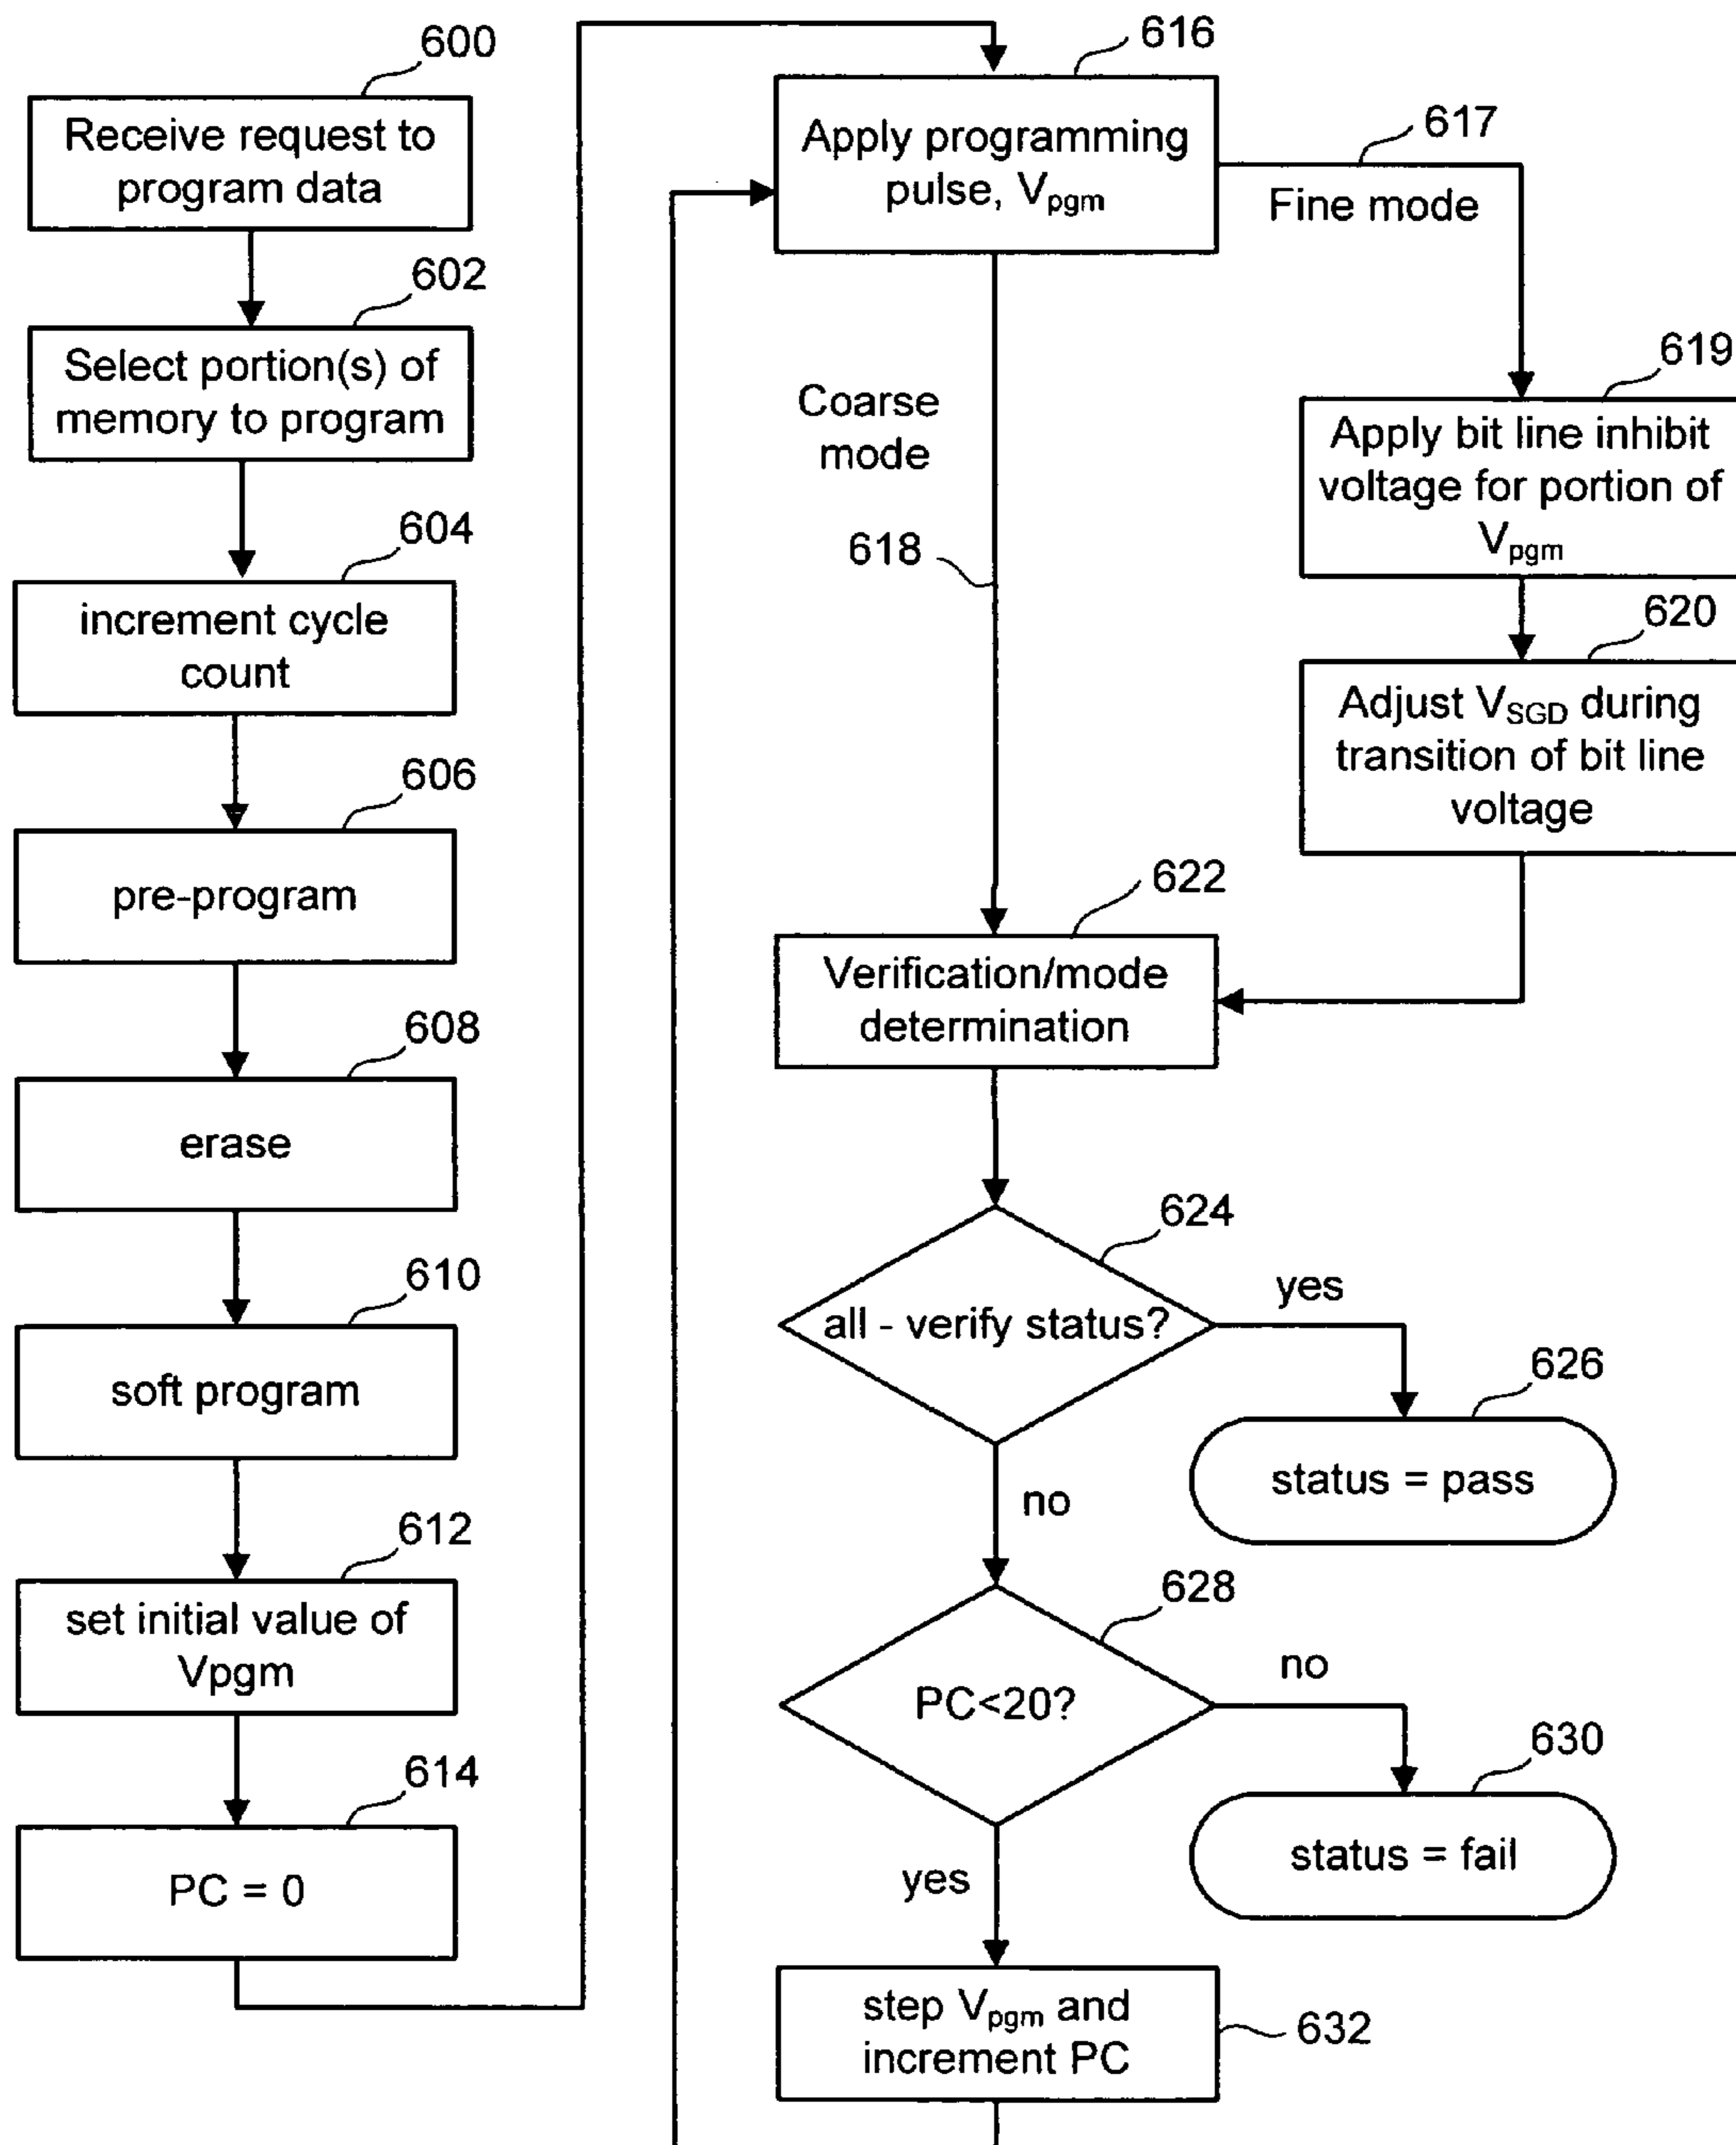 600
Receive request to
program data
602
Select portion(s) of
memory to program
604
increment cycle
count
606
pre-program
608
erase
610
soft program
612
set initial value of
Vpgm
614
PC = 0
616
Apply programming
pulse, Vpgm
617
Fine mode
Coarse
mode
618
619
Apply bit line inhibit
voltage for portion of
Vpgm
620
Adjust VSGD during
transition of bit line
voltage
622
Verification/mode
determination
624
all - verify status?
yes
626
status = pass
no
628
PC<20?
no
630
status = fail
yes
step Vpgm and
increment PC
632